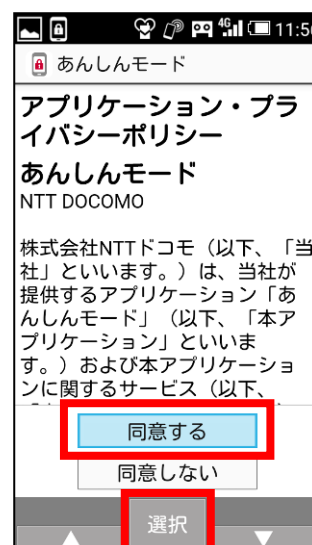 4G 11:56
あんしんモード
アプリケーション・プラ
イバシーポリシー
あんしんモード
NTT DOCOMO
株式会社NTTドコモ（以下、「当
社」といいます。）は、当社が
提供するアプリケーション「あ
んしんモード」（以下、「本ア
プリケーション」といいま
す。）および本アプリケーショ
ンに関するサービス（以下、
同意する
同意しない
選択